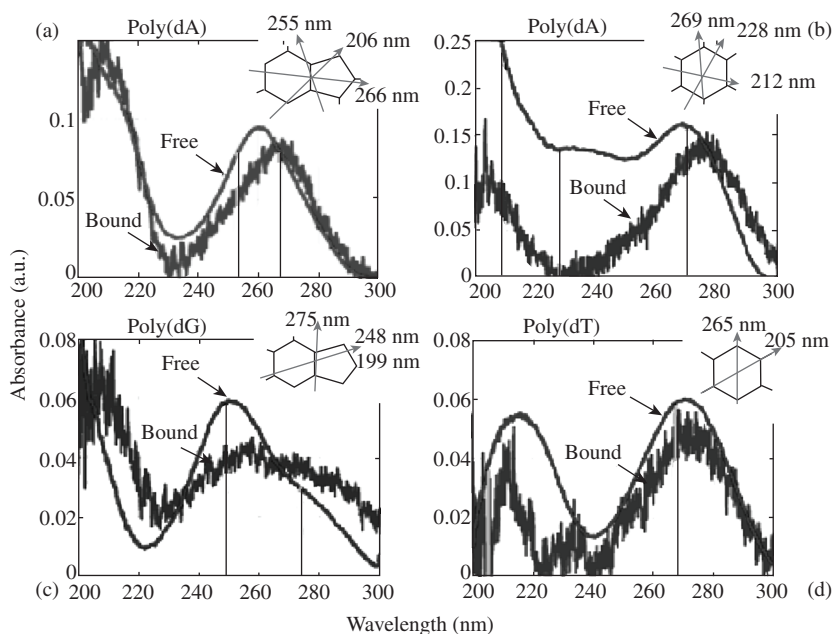 (a)
Poly(dA)
255 nm
206 nm
266 nm
0.1
0.05
0
Free
Bound
200 220 240 260 280 300
Poly(dA)
(b)
269 nm
228 nm
212 nm
0.25
0.2
0.15
0.1
0.05
0
Free
Bound
200 220 240 260 280 300
Absorbance (a.u.)
Poly(dG)
275 nm
248 nm
199 nm
0.08
0.06
0.04
0.02
0
Free
Bound
(c)
200 220 240 260 280 300
Poly(dT)
265 nm
205 nm
0.08
0.06
0.04
0.02
0
Free
Bound
200 220 240 260 280 300
(d)
Wavelength (nm)